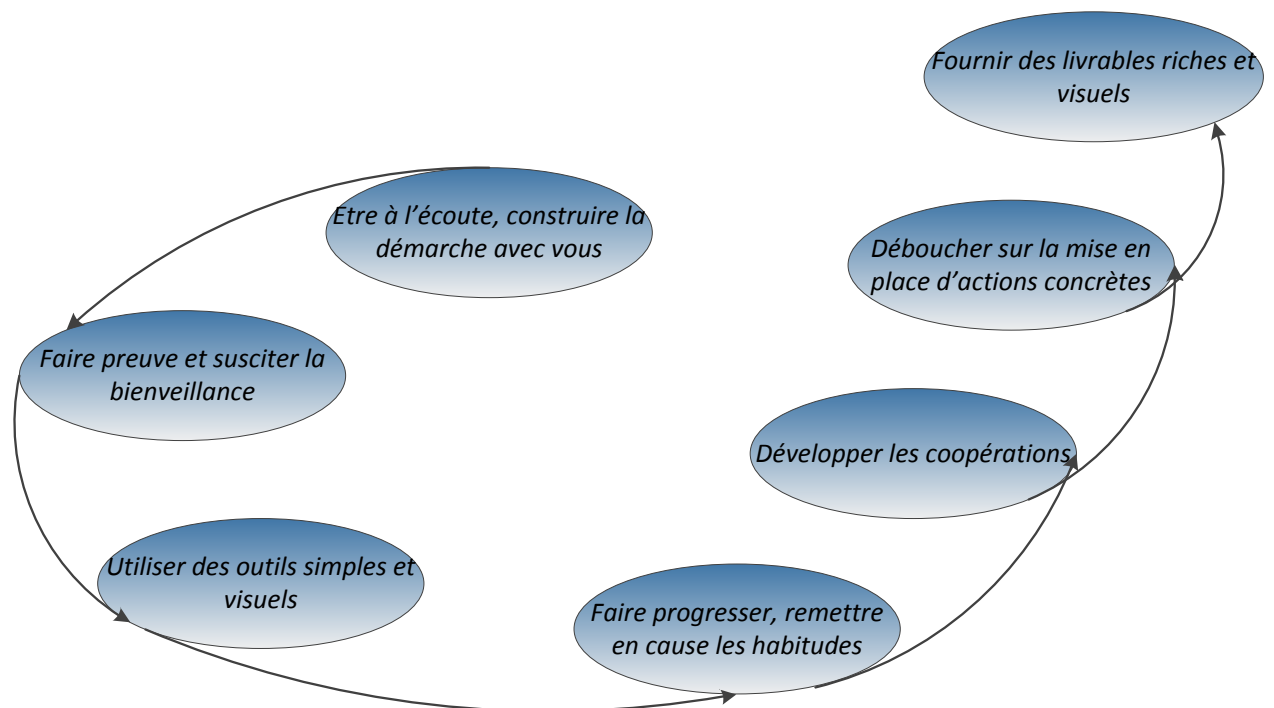 Etre à l'écoute, construire la
démarche avec vous
Faire preuve et susciter la
bienveillance
Utiliser des outils simples et
visuels
Faire progresser, remettre
en cause les habitudes
Développer les coopérations
Déboucher sur la mise en
place d'actions concrètes
Fournir des livrables riches et
visuels